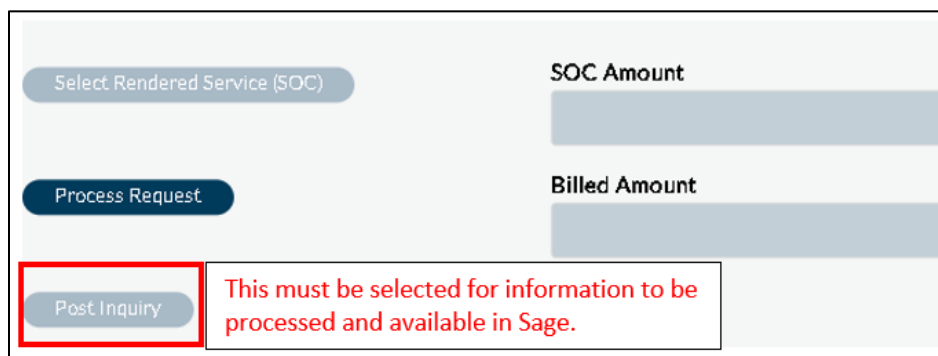 Select Rendered Service (SOC)
SOC Amount
Process Request
Billed Amount
Post Inquiry
This must be selected for information to be
processed and available in Sage.